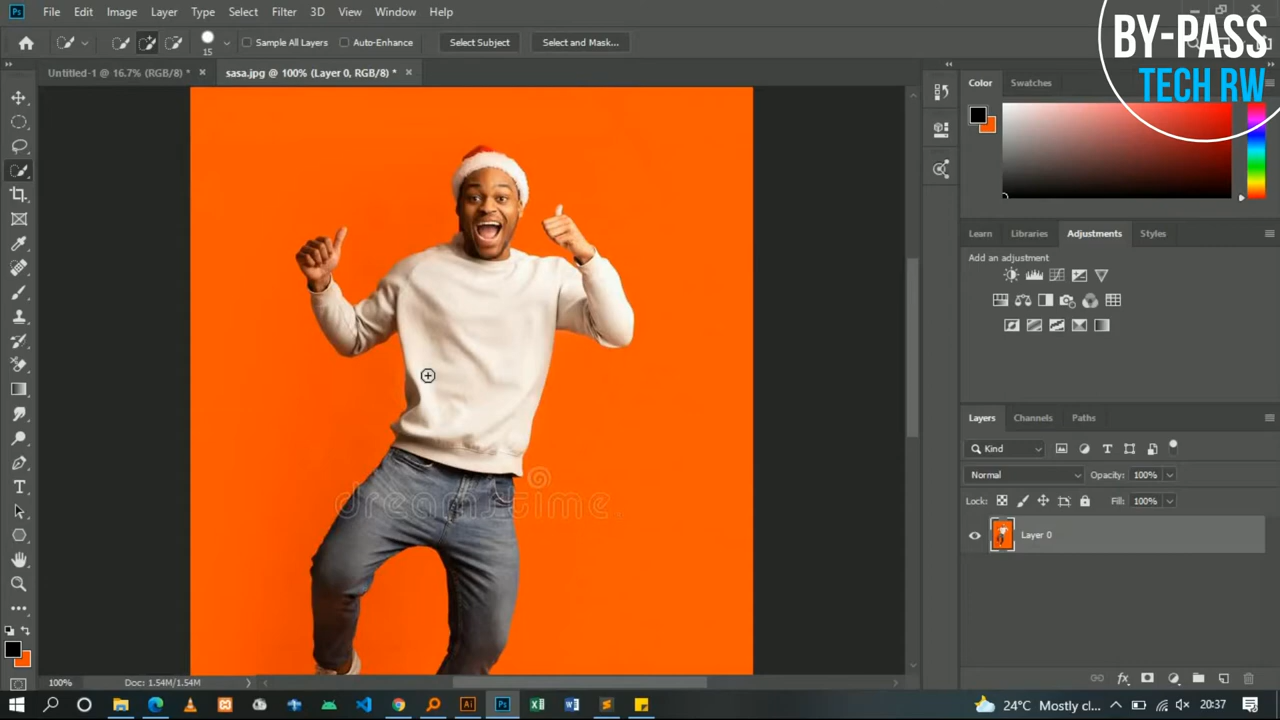 Ps File Edit Image Layer Type Select Filter 3D View Window Help
15 Sample All Layers Auto-Enhance Select Subject Select and Mask...
BY-PASS
TECH RW
Untitled-1 @ 16.7% (RGB/8) * sasa.jpg @ 100% (Layer 0, RGB/8) *
Color Swatches
Learn Libraries Adjustments Styles
Add an adjustment
Layers Channels Paths
Kind
Normal Opacity: 100%
Lock: Fill: 100%
Layer 0
dreamstime
100% Doc: 1.54M/1.54M
24°C Mostly cl... 20:37